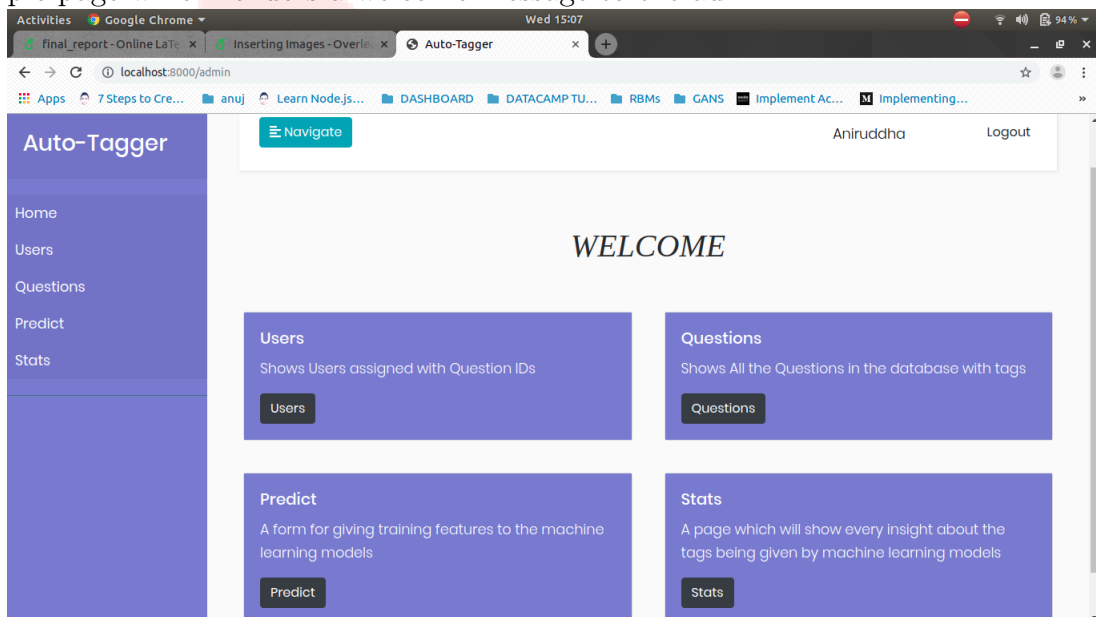 Activities Google Chrome Wed 15:07 94%
final_report - Online LaTe Inserting Images - Overle Auto-Tagger
localhost:8000/admin
Apps 7 Steps to Cre... anuj Learn Node.js... DASHBOARD DATACAMP TU... RBMs GANS Implement Ac... Implementing... »
Auto-Tagger
Navigate Aniruddha Logout
Home
Users
Questions
Predict
Stats
WELCOME
Users
Shows Users assigned with Question IDs
Users
Questions
Shows All the Questions in the database with tags
Questions
Predict
A form for giving training features to the machine
learning models
Predict
Stats
A page which will show every insight about the
tags being given by machine learning models
Stats